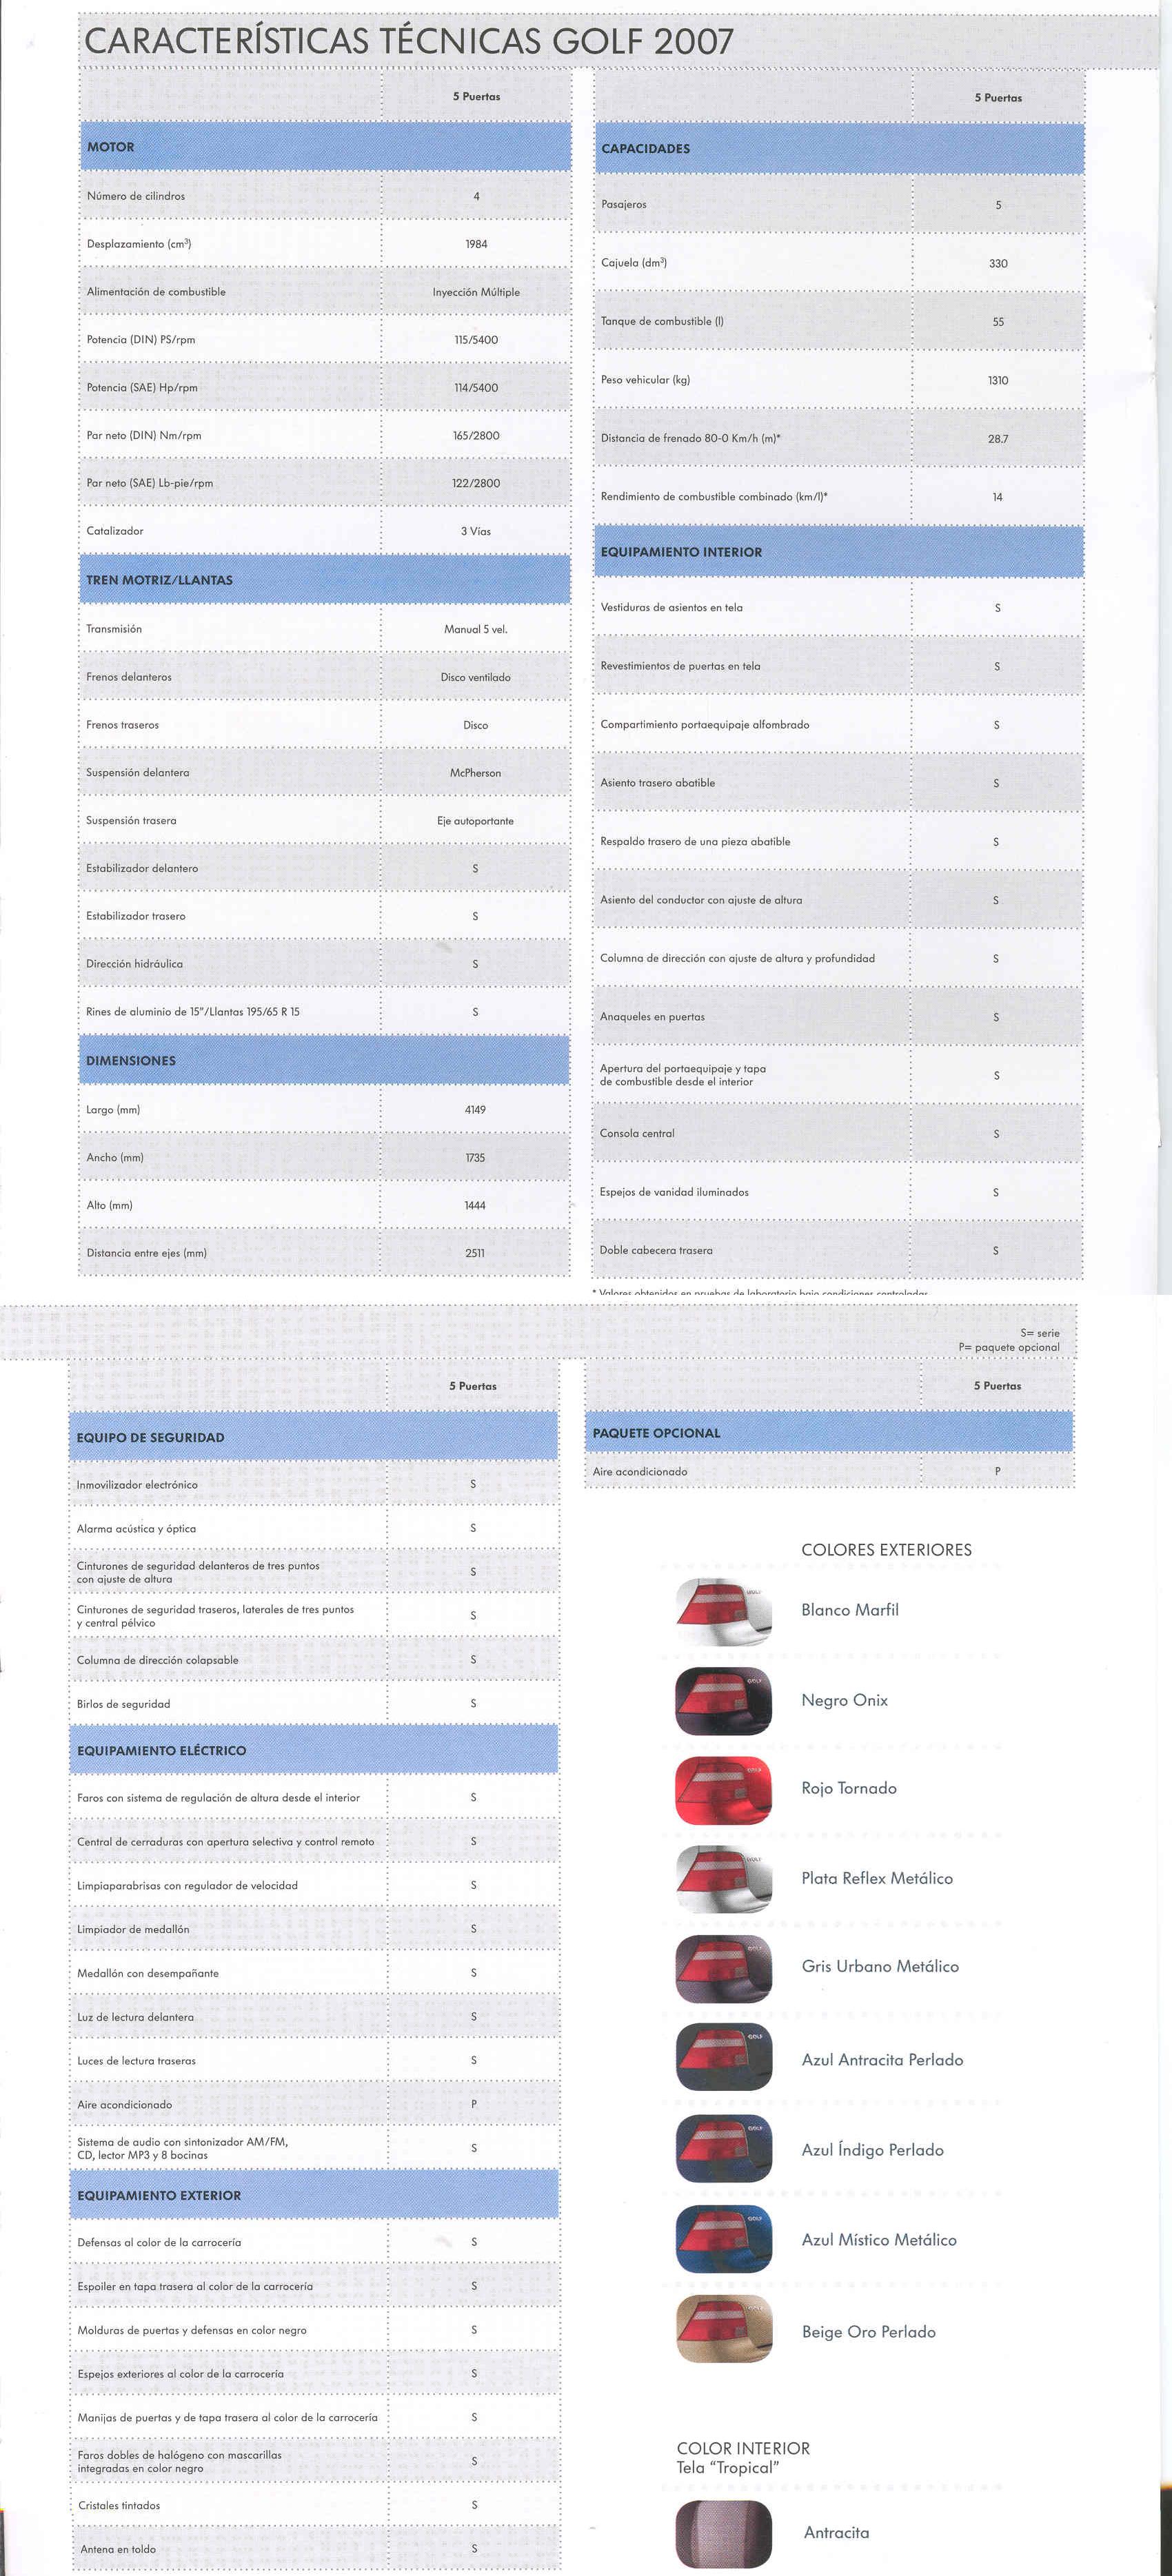 CARACTERÍSTICAS TÉCNICAS GOLF 2007
5 Puertas
MOTOR
Número de cilindros 4
Desplazamiento (cm³) 1984
Alimentación de combustible Inyección Múltiple
Potencia (DIN) PS/rpm 115/5400
Potencia (SAE) Hp/rpm 114/5400
Par neto (DIN) Nm/rpm 165/2800
Par neto (SAE) Lb-pie/rpm 122/2800
Catalizador 3 Vías
TREN MOTRIZ/LLANTAS
Transmisión Manual 5 vel.
Frenos delanteros Disco ventilado
Frenos traseros Disco
Suspensión delantera McPherson
Suspensión trasera Eje autoportante
Estabilizador delantero S
Estabilizador trasero S
Dirección hidráulica S
Rines de aluminio de 15"/Llantas 195/65 R 15 S
DIMENSIONES
Largo (mm) 4149
Ancho (mm) 1735
Alto (mm) 1444
Distancia entre ejes (mm) 2511
5 Puertas
CAPACIDADES
Pasajeros 5
Cajuela (dm³) 330
Tanque de combustible (l) 55
Peso vehicular (kg) 1310
Distancia de frenado 80-0 Km/h (m)* 28.7
Rendimiento de combustible combinado (km/l)* 14
EQUIPAMIENTO INTERIOR
Vestiduras de asientos en tela S
Revestimientos de puertas en tela S
Compartimiento portaequipaje alfombrado S
Asiento trasero abatible S
Respaldo trasero de una pieza abatible S
Asiento del conductor con ajuste de altura S
Columna de dirección con ajuste de altura y profundidad S
Anaqueles en puertas S
Apertura del portaequipaje y tapa
de combustible desde el interior S
Consola central S
Espejos de vanidad iluminados S
Doble cabecera trasera S
* Valores obtenidos en pruebas de laboratorio bajo condiciones controladas
S= serie
P= paquete opcional
5 Puertas
EQUIPO DE SEGURIDAD
Inmovilizador electrónico S
Alarma acústica y óptica S
Cinturones de seguridad delanteros de tres puntos
con ajuste de altura S
Cinturones de seguridad traseros, laterales de tres puntos
y central pélvico S
Columna de dirección colapsable S
Birlos de seguridad S
EQUIPAMIENTO ELÉCTRICO
Faros con sistema de regulación de altura desde el interior S
Central de cerraduras con apertura selectiva y control remoto S
Limpiaparabrisas con regulador de velocidad S
Limpiador de medallón S
Medallón con desempañante S
Luz de lectura delantera S
Luces de lectura traseras S
Aire acondicionado P
Sistema de audio con sintonizador AM/FM,
CD, lector MP3 y 8 bocinas S
EQUIPAMIENTO EXTERIOR
Defensas al color de la carrocería S
Espoiler en tapa trasera al color de la carrocería S
Molduras de puertas y defensas en color negro S
Espejos exteriores al color de la carrocería S
Manijas de puertas y de tapa trasera al color de la carrocería S
Faros dobles de halógeno con mascarillas
integradas en color negro S
Cristales tintados S
Antena en toldo S
5 Puertas
PAQUETE OPCIONAL
Aire acondicionado P
COLORES EXTERIORES
GOLF
Blanco Marfil
GOLF
Negro Onix
GOLF
Rojo Tornado
GOLF
Plata Reflex Metálico
GOLF
Gris Urbano Metálico
GOLF
Azul Antracita Perlado
GOLF
Azul Índigo Perlado
GOLF
Azul Místico Metálico
GOLF
Beige Oro Perlado
COLOR INTERIOR
Tela "Tropical"
Antracita